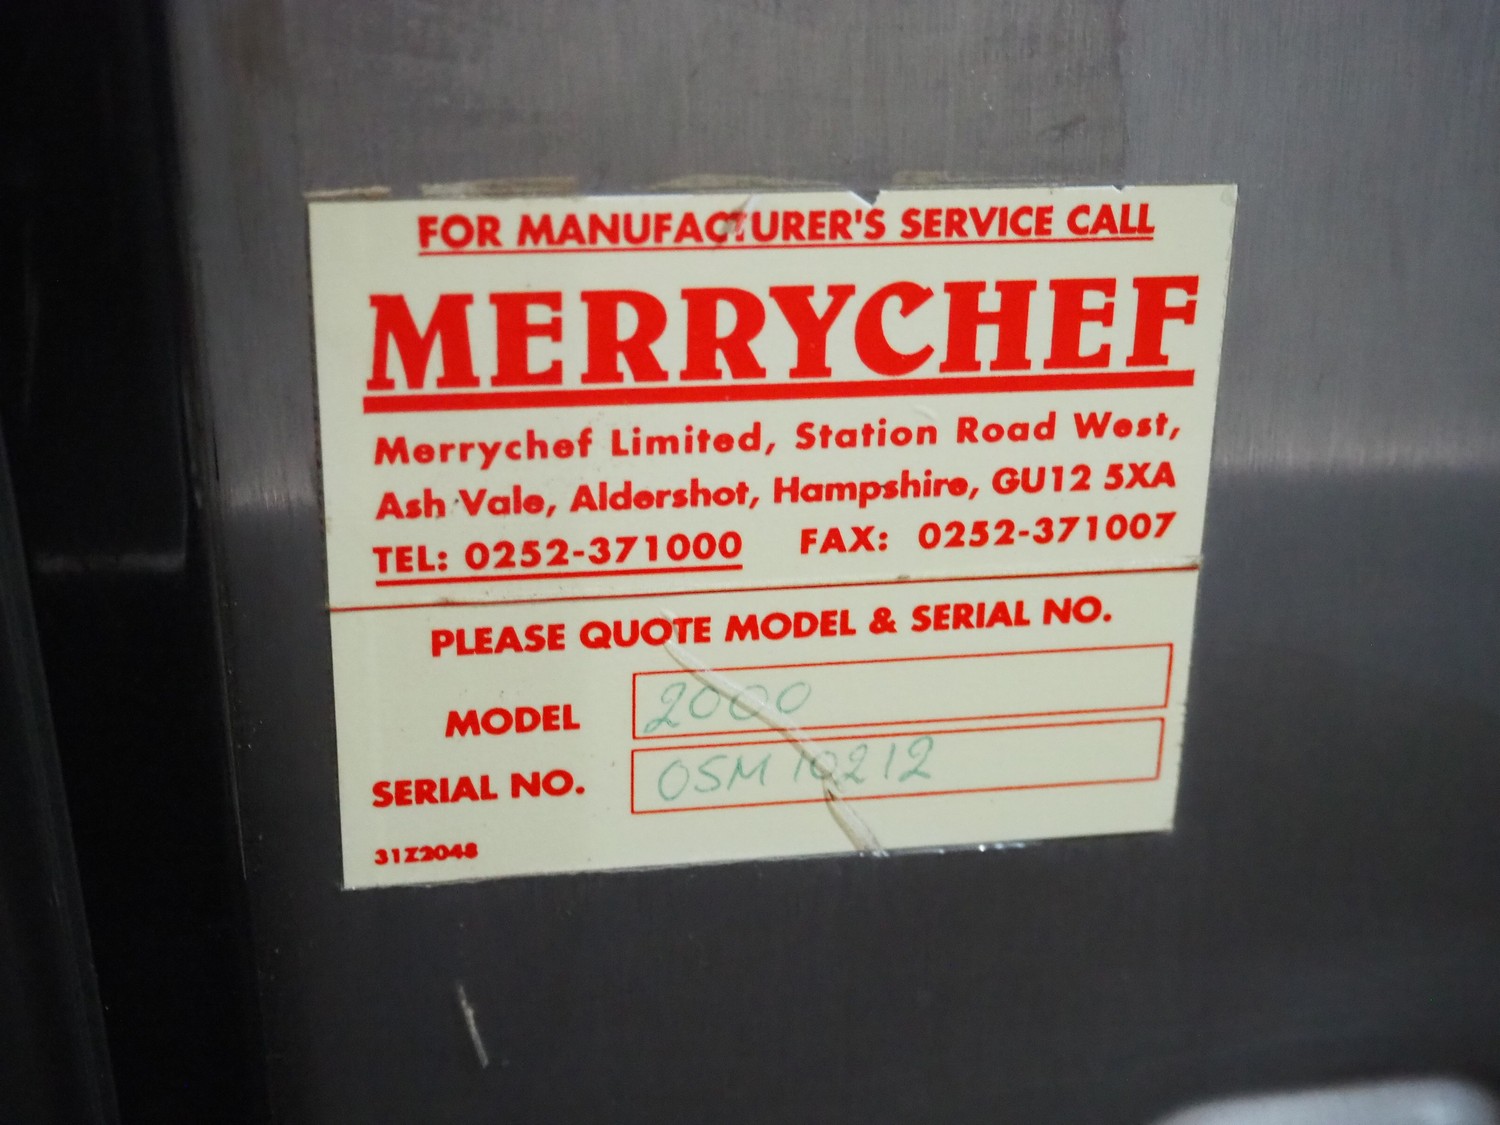 FOR MANUFACTURER'S SERVICE CALL
MERRYCHEF
Merrychef Limited, Station Road West,
Ash Vale, Aldershot, Hampshire, GU12 5XA
TEL: 0252-371000 FAX: 0252-371007
PLEASE QUOTE MODEL & SERIAL NO.
MODEL 2000
SERIAL NO. OSM 10212
31Z2048